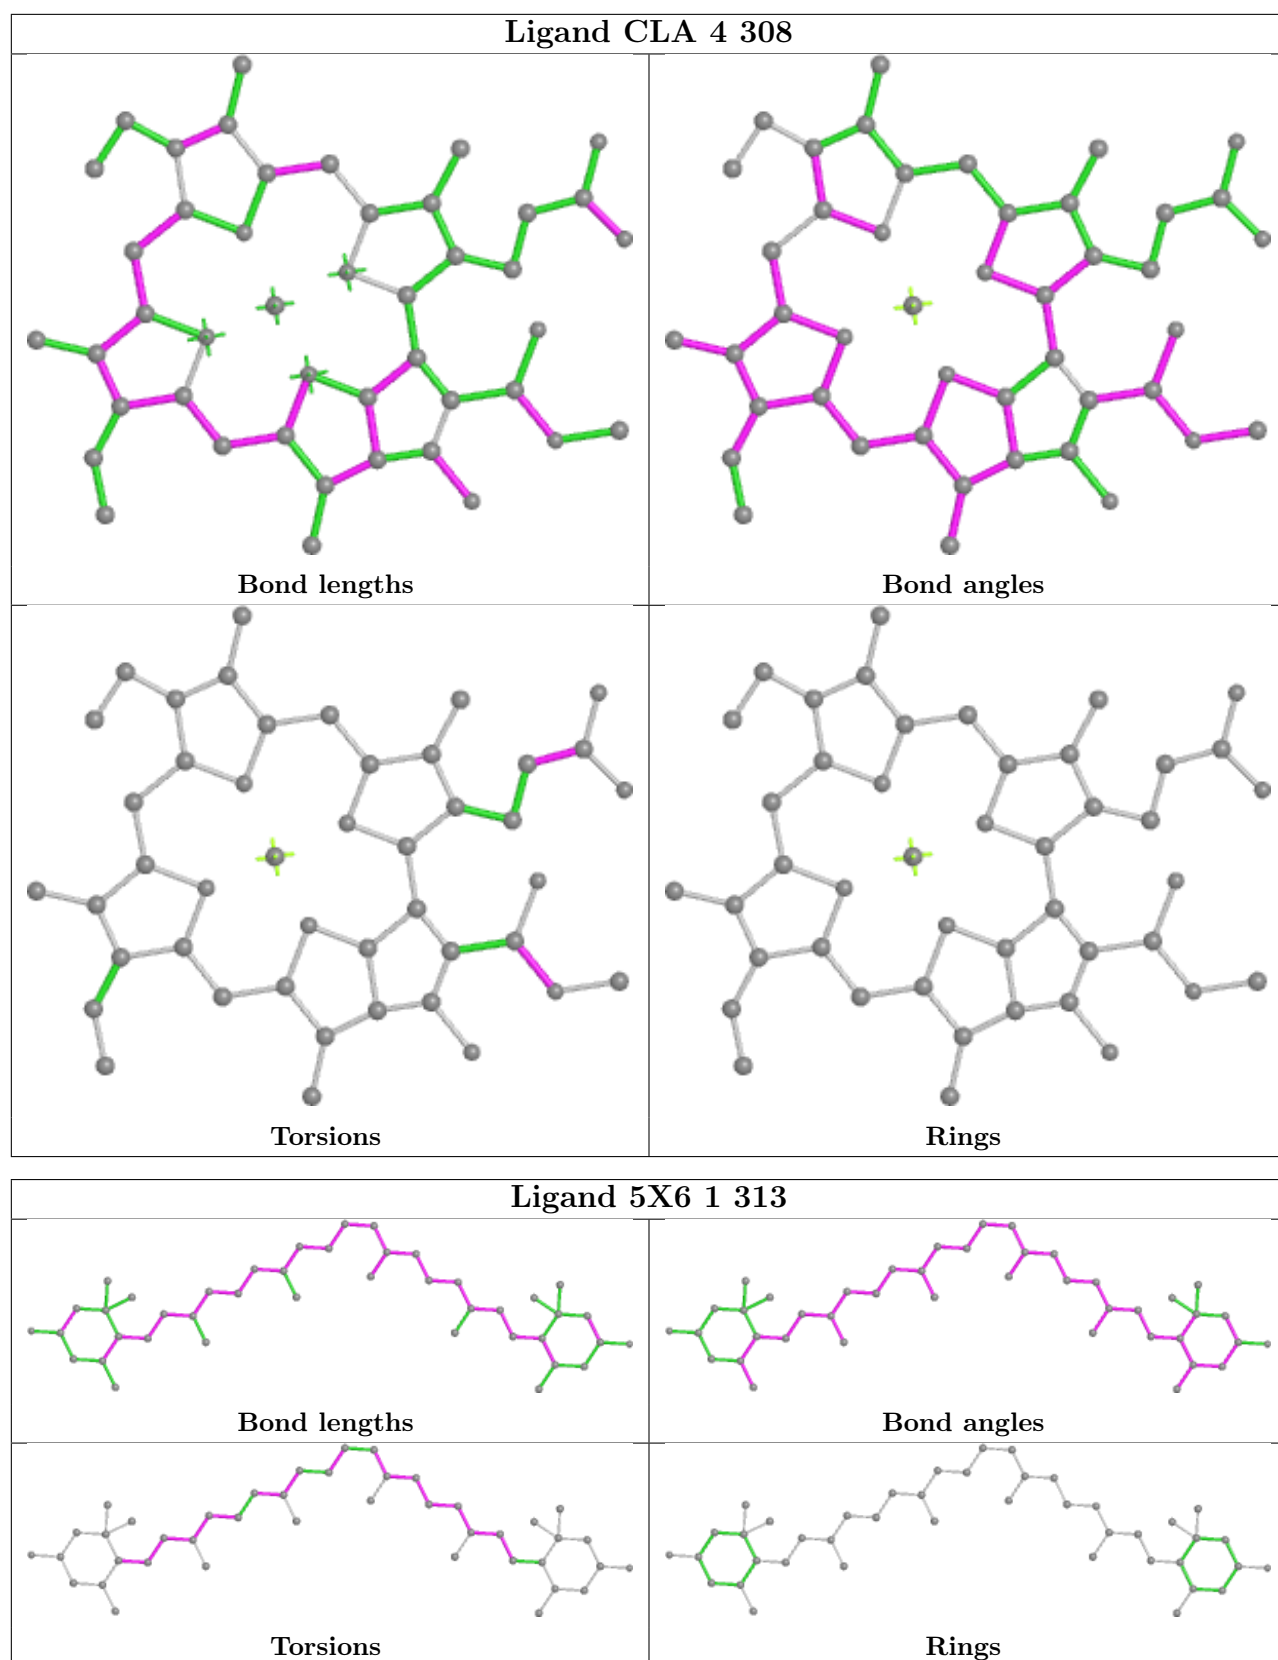 Ligand CLA 4 308
Bond lengths
Bond angles
Torsions
Rings
Ligand 5X6 1 313
Bond lengths
Bond angles
Torsions
Rings